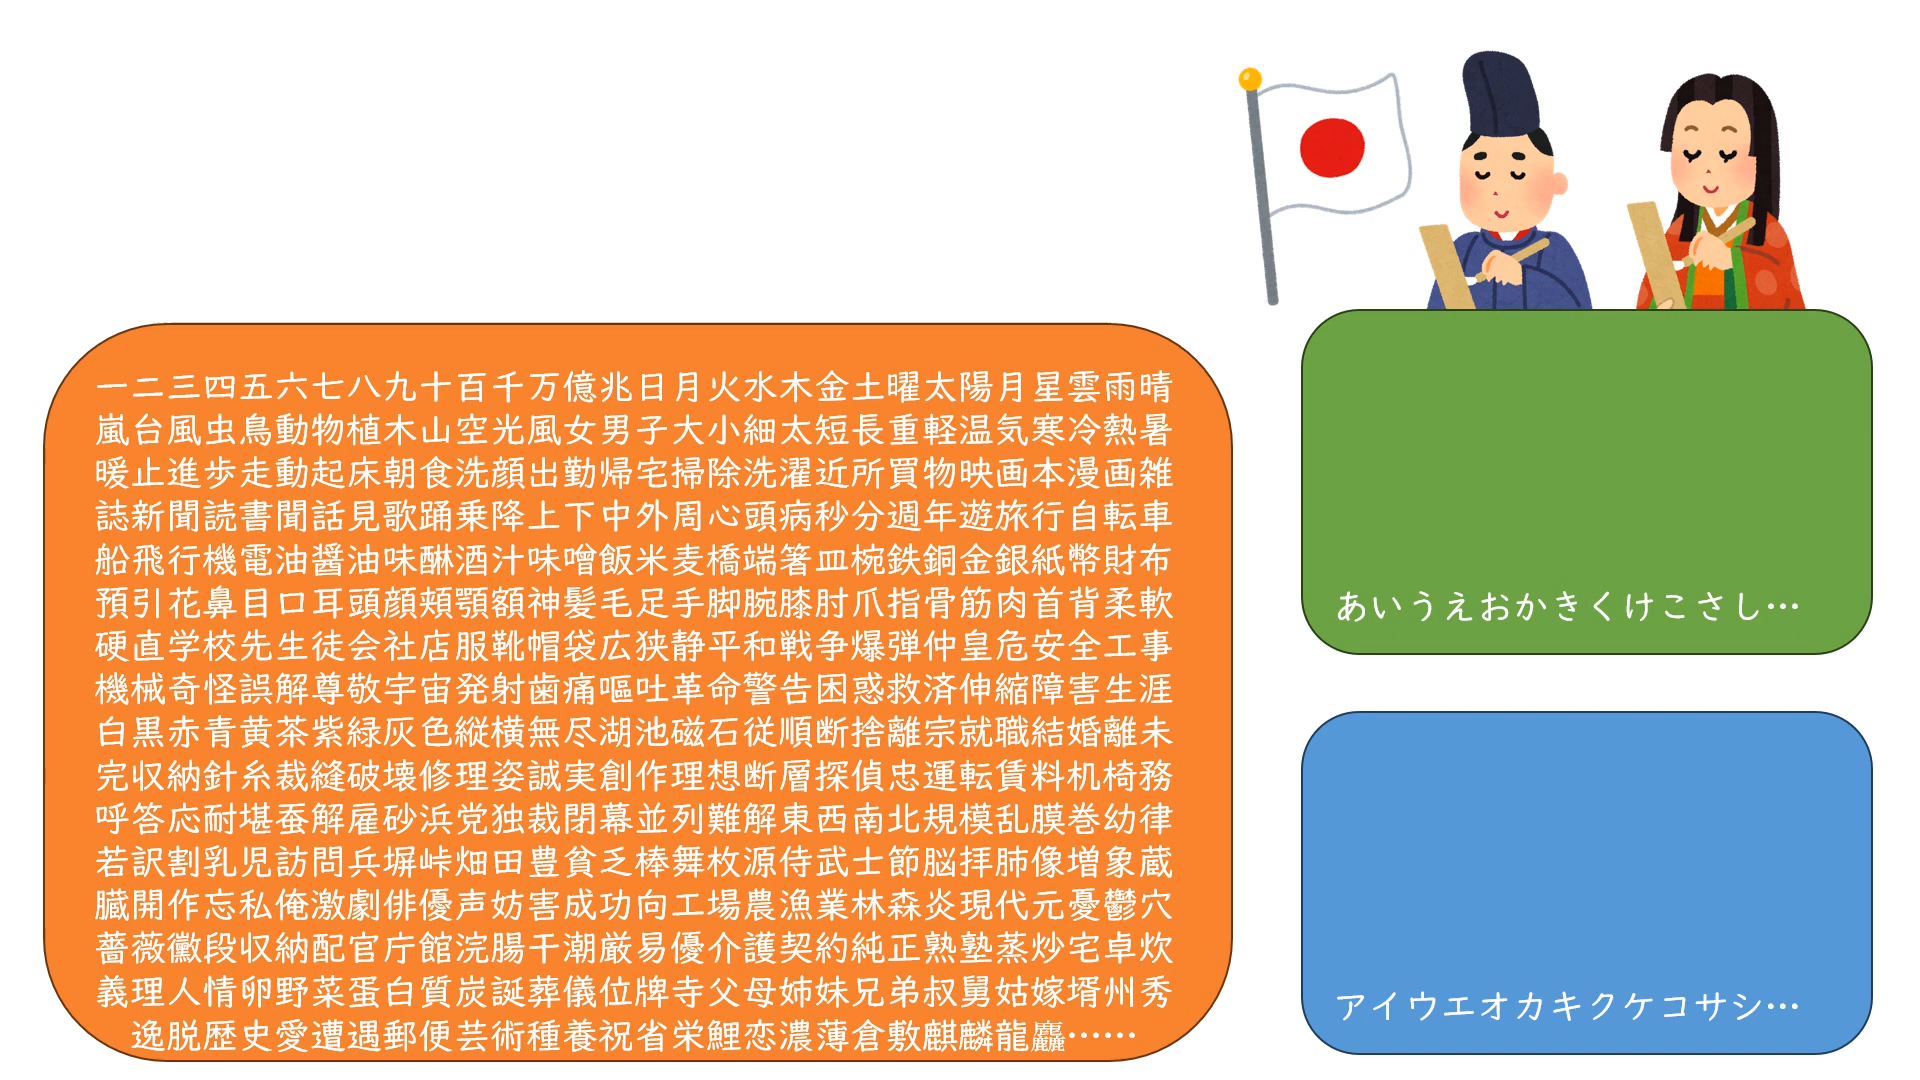 一二三四五六七八九十百千万億兆日月火水木金土曜太陽月星雲雨晴
嵐台風虫鳥動物植木山空光風女男子大小細太短長重軽温気寒冷熱暑
暖止進歩走動起床朝食洗顔出勤帰宅掃除洗濯近所買物映画本漫画雑
誌新聞読書聞話見歌踊乗降上下中外周心頭病秒分週年遊旅行自転車
船飛行機電油醤油味醂酒汁味噌飯米麦橋端箸皿椀鉄銅金銀紙幣財布
預引花鼻目口耳頭顔頬顎額神髪毛足手脚腕膝肘爪指骨筋肉首背柔軟
硬直学校先生徒会社店服靴帽袋広狭静平和戦争爆弾仲皇危安全工事
機械奇怪誤解尊敬宇宙発射歯痛嘔吐革命警告困惑救済伸縮障害生涯
白黒赤青黄茶紫緑灰色縦横無尽湖池磁石従順断捨離宗就職結婚離未
完収納針糸裁縫破壊修理姿誠実創作理想断層探偵忠運転賃料机椅務
呼答応耐堪蚕解雇砂浜党独裁閉幕並列難解東西南北規模乱膜巻幼律
若訳割乳児訪問兵塀峠畑田豊貧乏棒舞枚源侍武士節脳拝肺像増象蔵
臓開作忘私俺激劇俳優声妨害成功向工場農漁業林森炎現代元憂鬱穴
薔薇黴段収納配官庁館浣腸干潮厳易優介護契約純正熟塾蒸炒宅卓炊
義理人情卵野菜蛋白質炭誕葬儀位牌寺父母姉妹兄弟叔舅姑嫁壻州秀
逸脱歴史愛遭遇郵便芸術種養祝省栄鯉恋濃薄倉敷麒麟龍麤……
あいうえおかきくけこさし…
アイウエオカキクケコサシ…